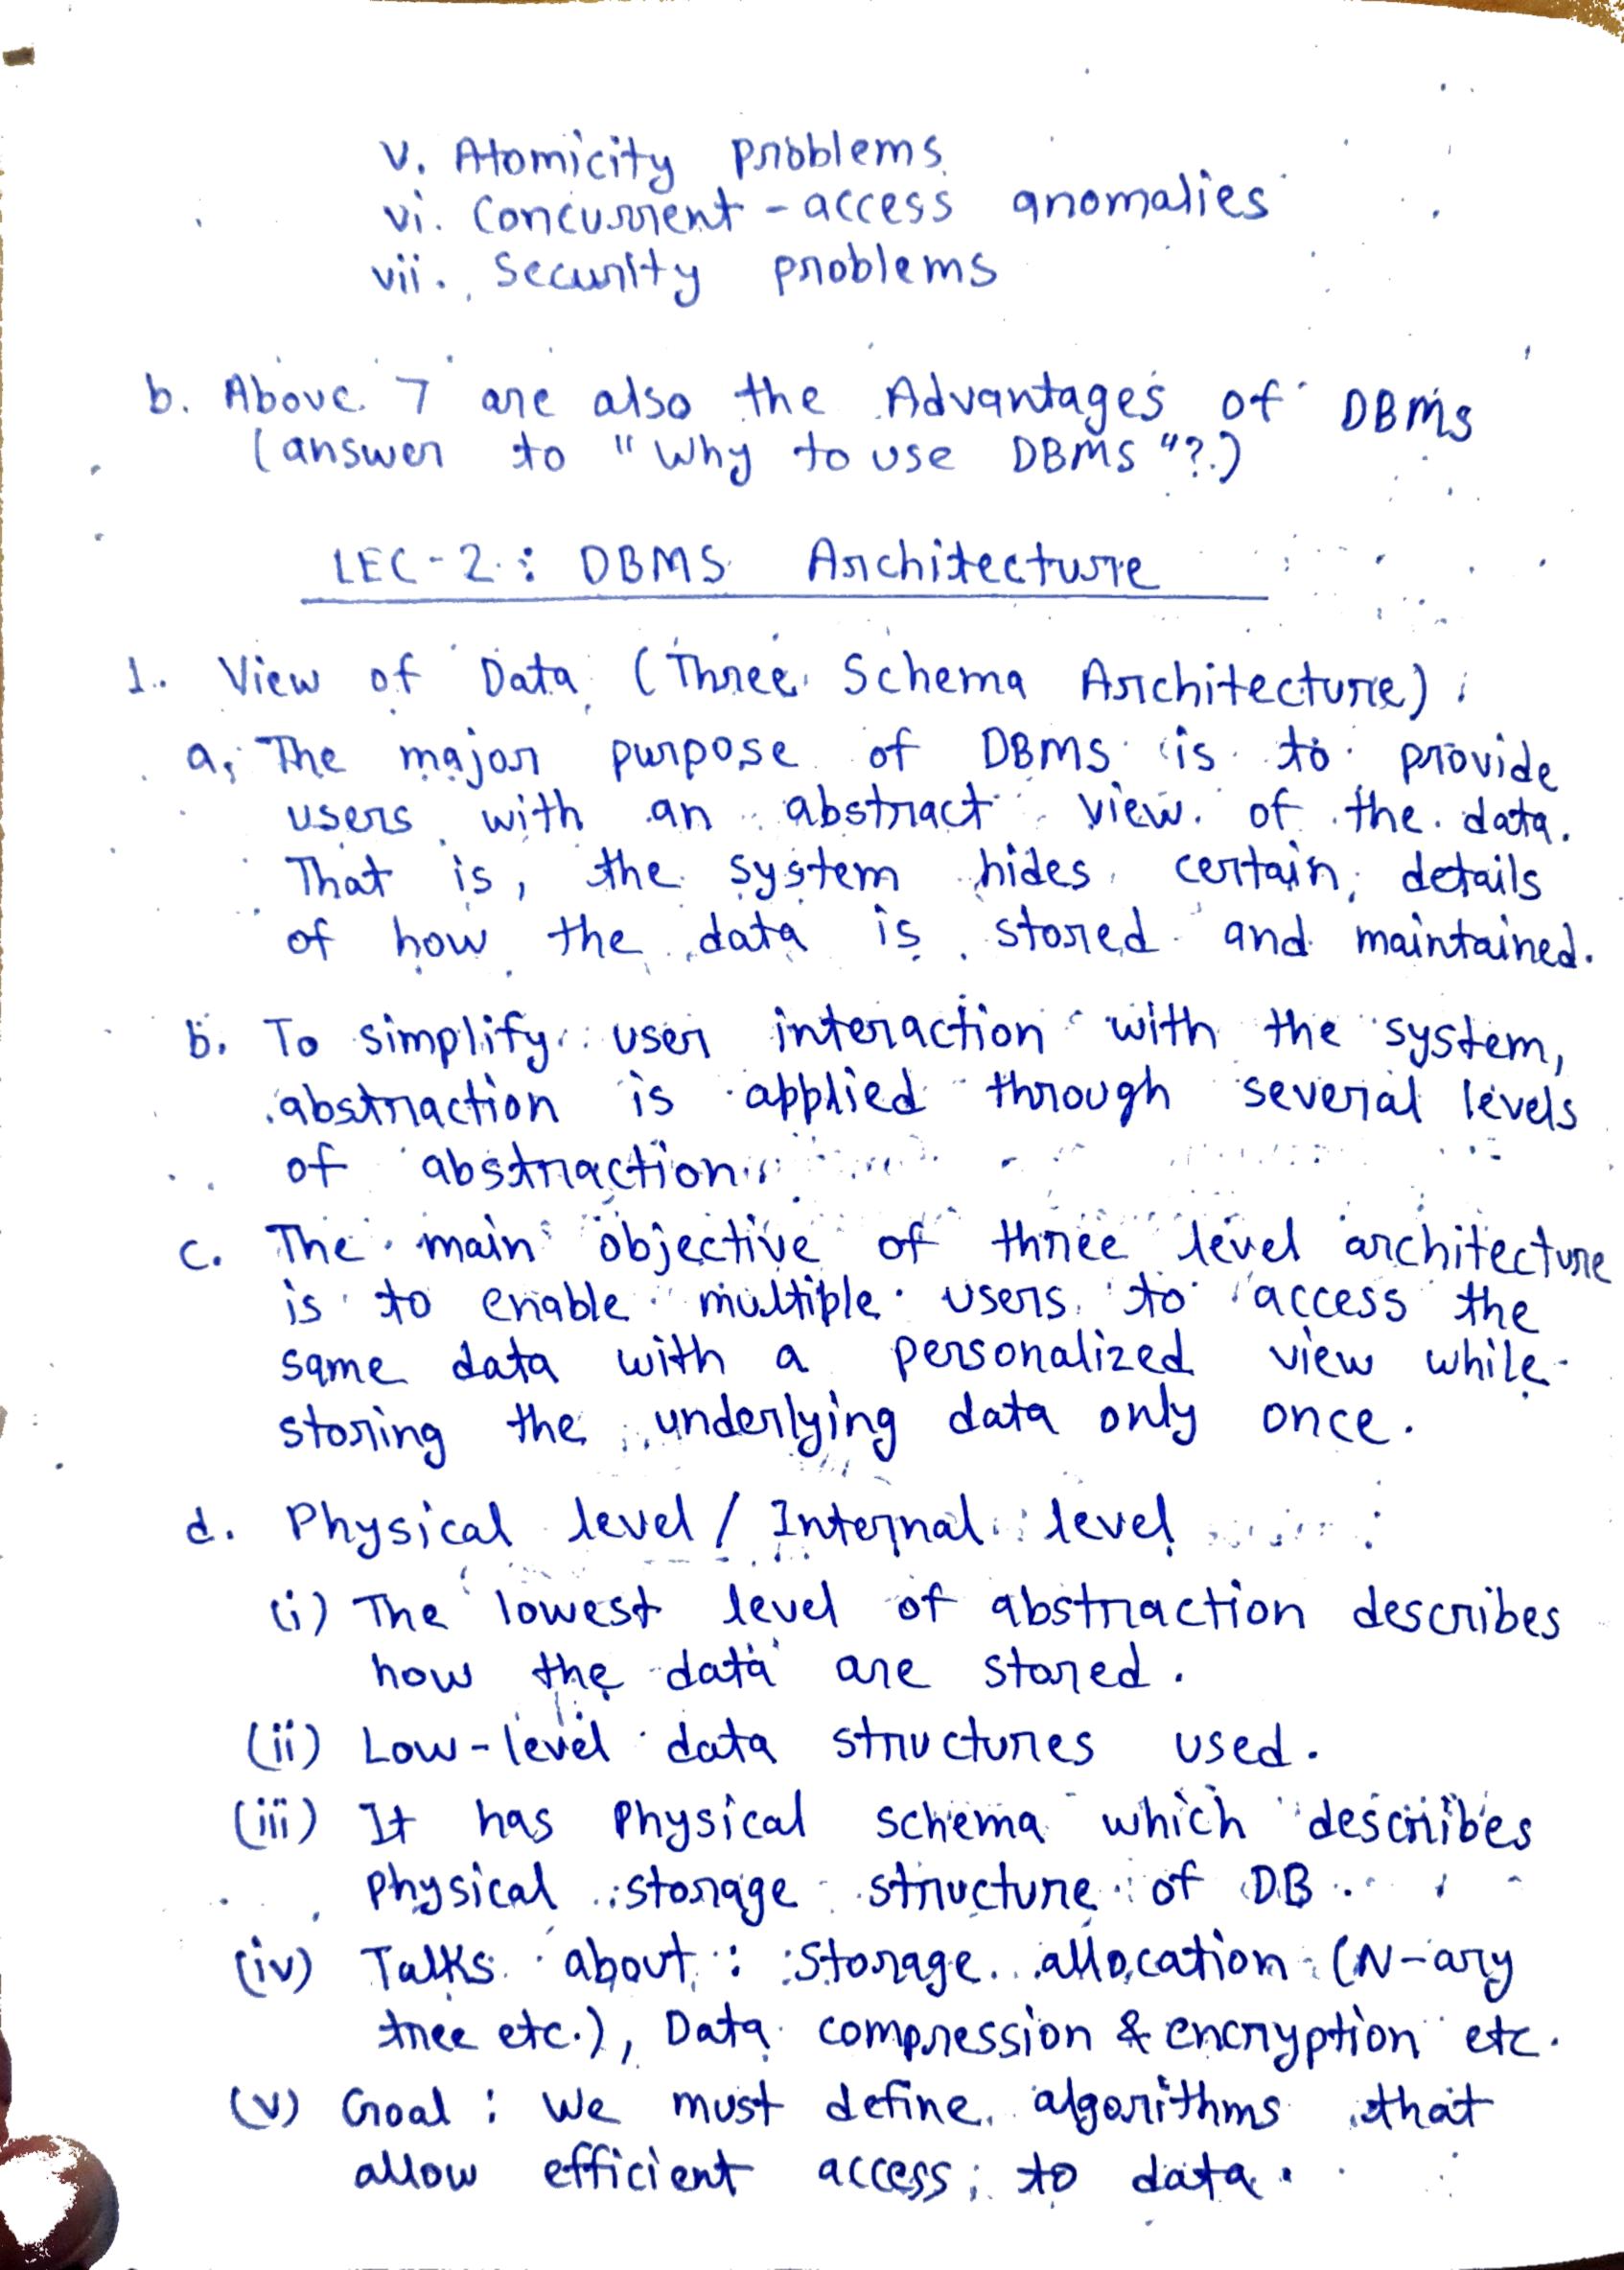 v. Atomicity problems
vi. Concurrent-access anomalies
vii. Security problems
b. Above 7 are also the Advantages of DBMS
(answer to "Why to use DBMS"?)
LEC-2: DBMS Architecture
1. View of Data (Three Schema Architecture) :
a. The major purpose of DBMS is to provide
users with an abstract view of the data.
That is, the system hides certain details
of how the data is stored and maintained.
b. To simplify user interaction with the system,
abstraction is applied through several levels
of abstraction.
c. The main objective of three level architecture
is to enable multiple users to access the
same data with a personalized view while
storing the underlying data only once.
d. Physical level / Internal level
(i) The lowest level of abstraction describes
how the data are stored.
(ii) Low-level data structures used.
(iii) It has Physical schema which describes
physical storage structure of DB.
(iv) Talks about : Storage allocation (N-ary
tree etc.), Data compression & encryption etc.
(v) Goal : We must define algorithms that
allow efficient access to data.